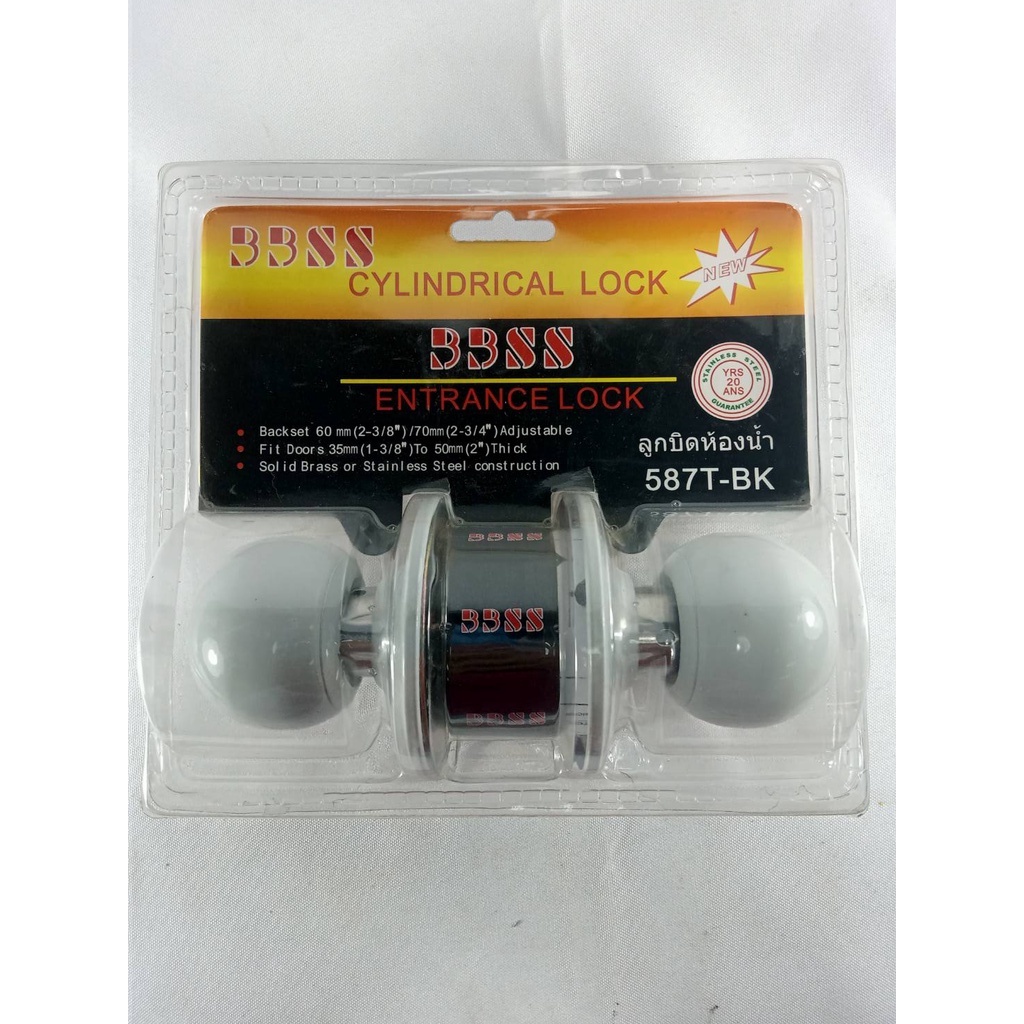 BBSS
CYLINDRICAL LOCK
NEW
BBSS
ENTRANCE LOCK
STAINLESS STEEL
YRS
20
ANS
GUARANTEE
• Backset 60 mm(2-3/8")/70mm(2-3/4")Adjustable
• Fit Doors 35mm(1-3/8")To 50mm(2")Thick
• Solid Brass or Stainless Steel construction
ลูกบิดห้องน้ำ
587T-BK
BBSS
BBSS
BBSS